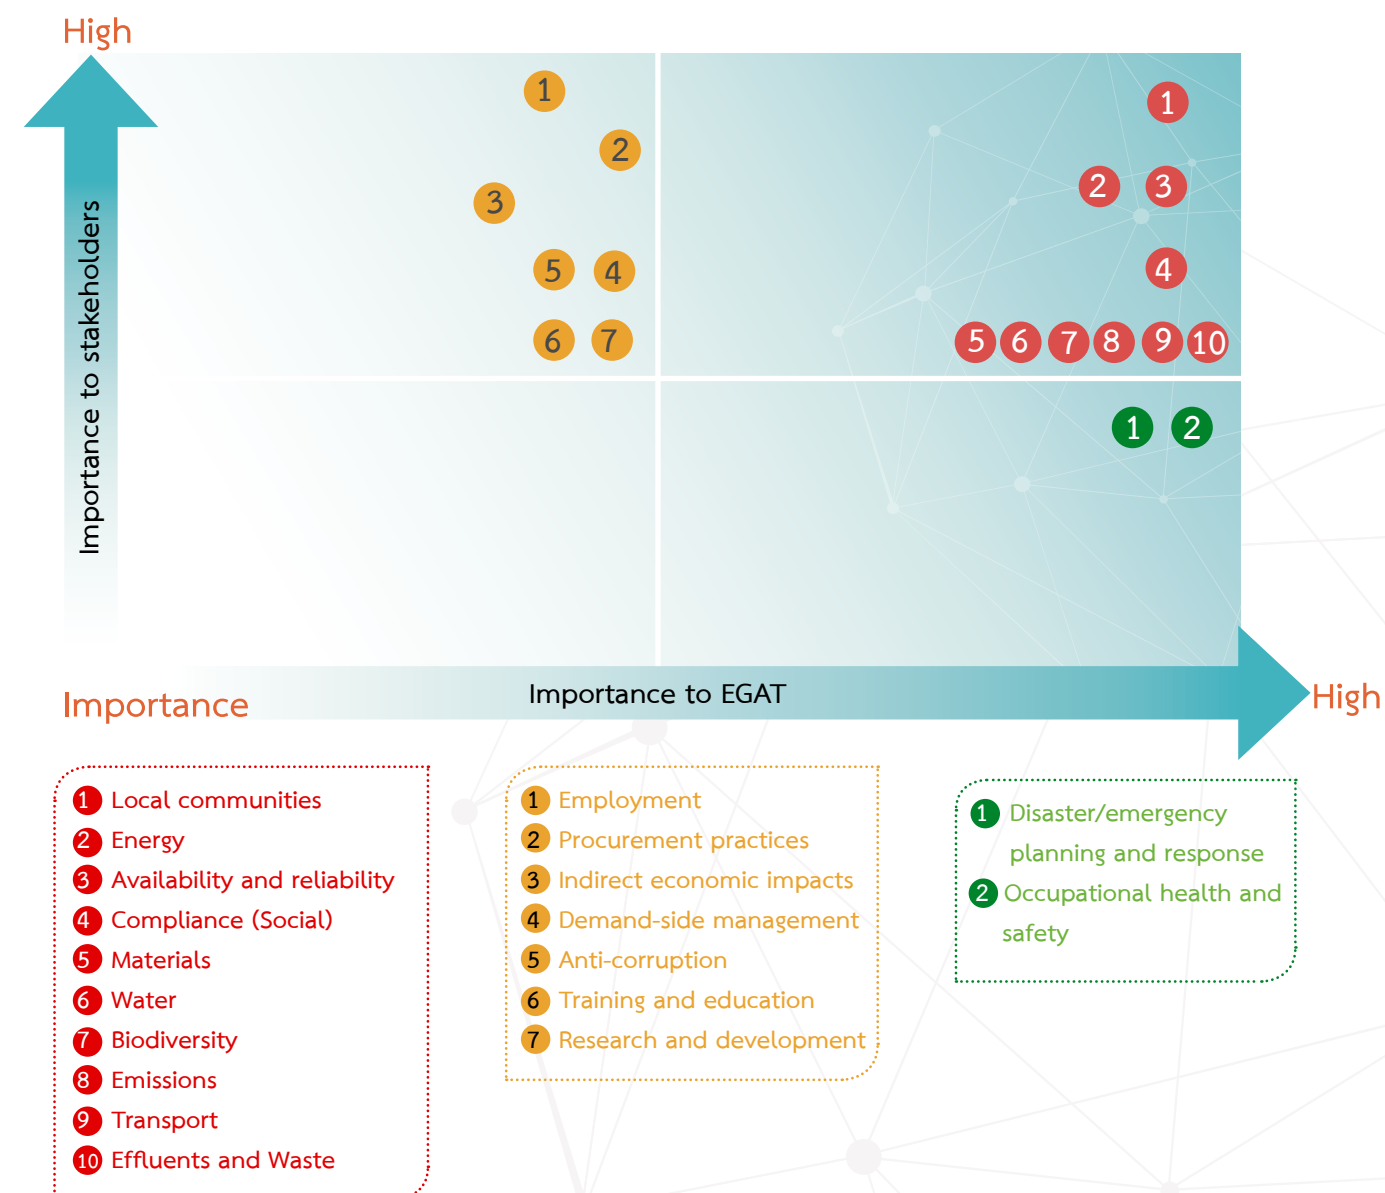 High
Importance to stakeholders
1
2
3
5 4
6 7
1
2 3
4
5 6 7 8 9 10
1 2
Importance
Importance to EGAT
High
1 Local communities
2 Energy
3 Availability and reliability
4 Compliance (Social)
5 Materials
6 Water
7 Biodiversity
8 Emissions
9 Transport
10 Effluents and Waste
1 Employment
2 Procurement practices
3 Indirect economic impacts
4 Demand-side management
5 Anti-corruption
6 Training and education
7 Research and development
1 Disaster/emergency
planning and response
2 Occupational health and
safety